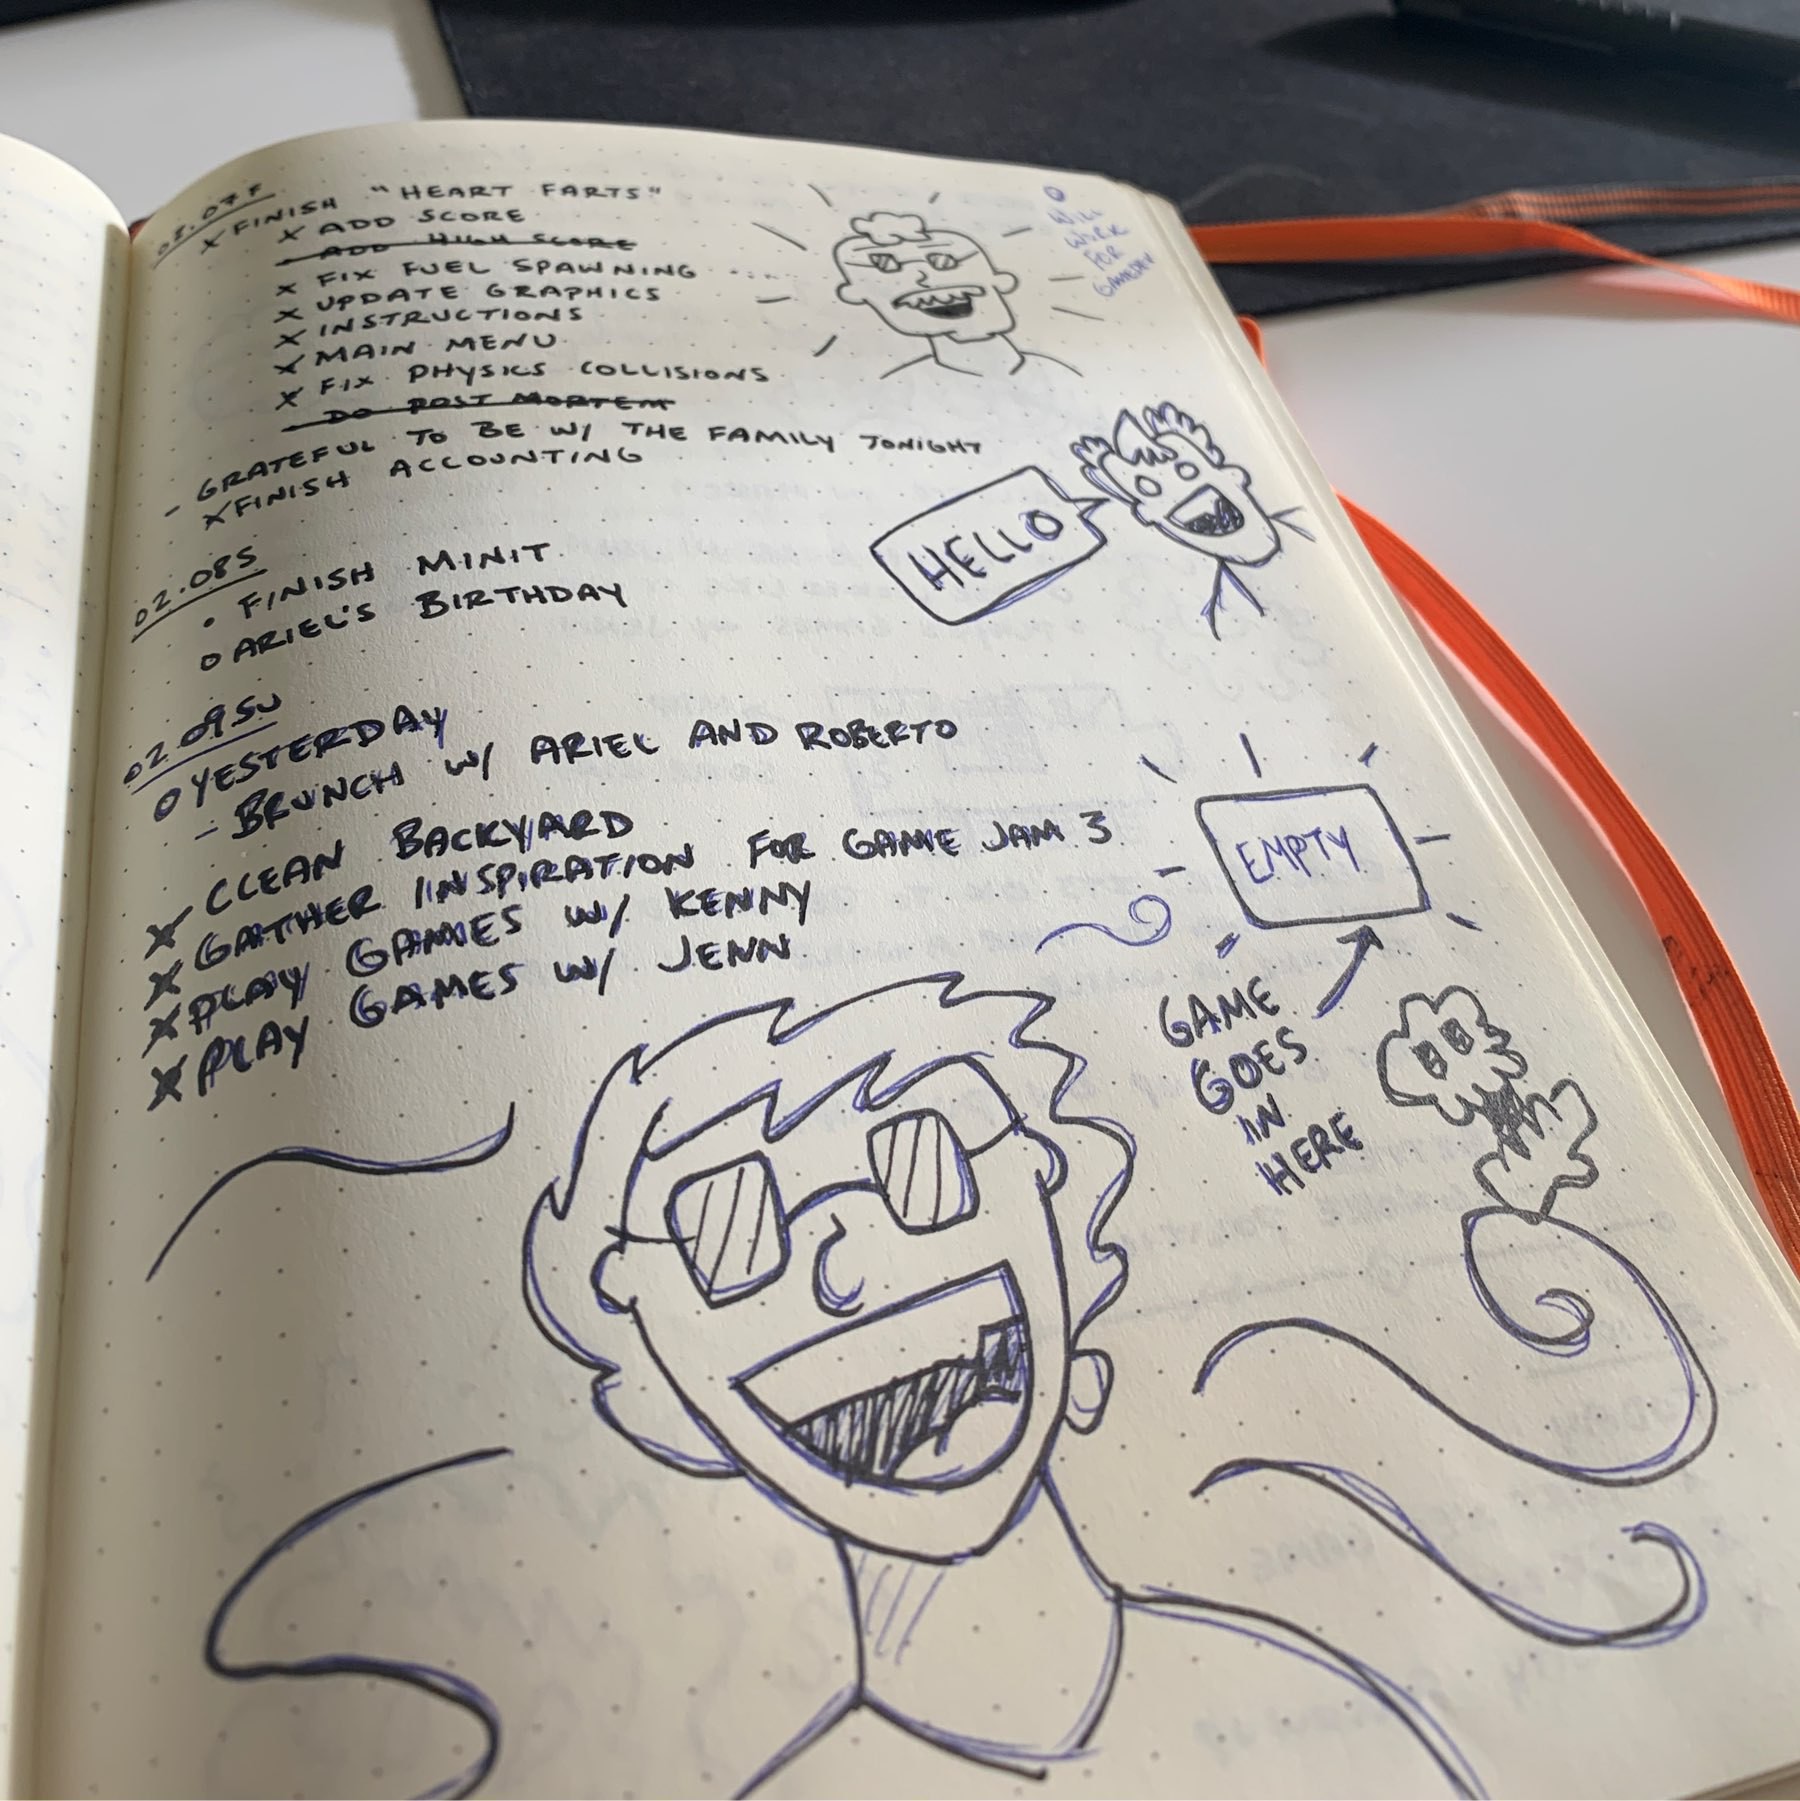 02.07F
x FINISH "HEART FARTS"
x ADD SCORE
· ADD HIGH SCORE
x FIX FUEL SPAWNING
x UPDATE GRAPHICS
x INSTRUCTIONS
x MAIN MENU
x FIX PHYSICS COLLISIONS
· DO POST MORTEM
- GRATEFUL TO BE W/ THE FAMILY TONIGHT
x FINISH ACCOUNTING
WILL
WORK
FOR
HELLO
02.08S
· FINISH MINIT
o ARIEL'S BIRTHDAY
02.09SU
o YESTERDAY
- BRUNCH W/ ARIEL AND ROBERTO
x CLEAN BACKYARD
x GATHER INSPIRATION FOR GAME JAM 3
x PLAY GAMES W/ KENNY
x PLAY GAMES W/ JENN
EMPTY
GAME
GOES
IN
HERE